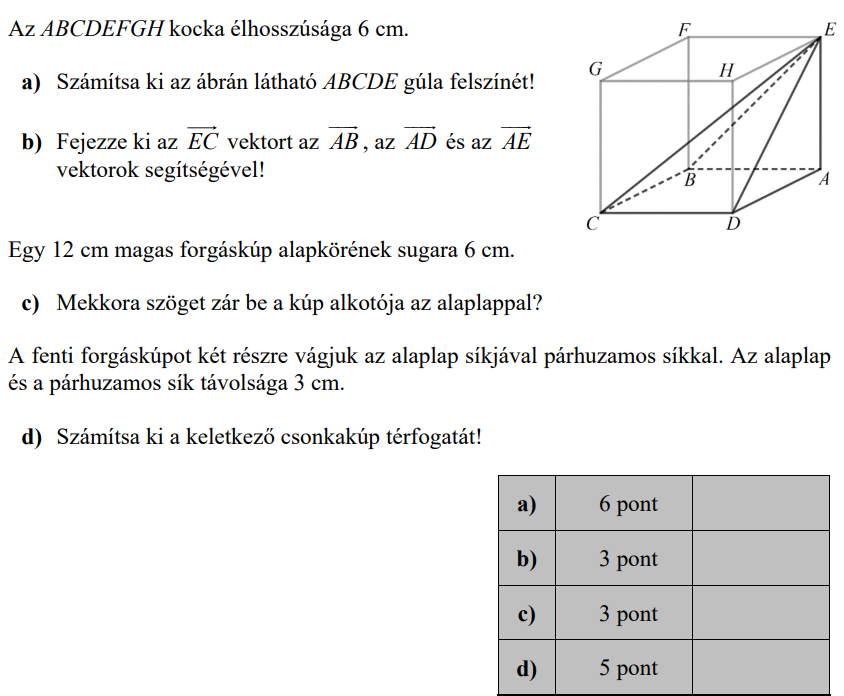 Az ABCDEFGH kocka élhosszúsága 6 cm.
a) Számítsa ki az ábrán látható ABCDE gúla felszínét!
b) Fejezze ki az EC vektort az AB, az AD és az AE
vektorok segítségével!
F
E
G
H
B
A
C
D
Egy 12 cm magas forgáskúp alapkörének sugara 6 cm.
c) Mekkora szöget zár be a kúp alkotója az alaplappal?
A fenti forgáskúpot két részre vágjuk az alaplap síkjával párhuzamos síkkal. Az alaplap
és a párhuzamos sík távolsága 3 cm.
d) Számítsa ki a keletkező csonkakúp térfogatát!
a) 6 pont
b) 3 pont
c) 3 pont
d) 5 pont